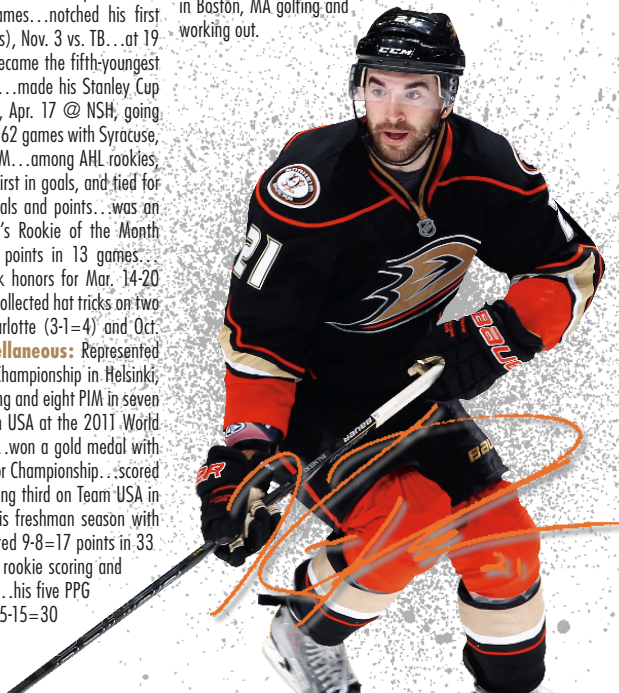 ames…notched his first
s), Nov. 3 vs. TB…at 19
ecame the fifth-youngest
…made his Stanley Cup
, Apr. 17 @ NSH, going
62 games with Syracuse,
M…among AHL rookies,
irst in goals, and tied for
als and points…was an
's Rookie of the Month
points in 13 games…
k honors for Mar. 14-20
ollected hat tricks on two
arlotte (3-1=4) and Oct.
ellaneous: Represented
Championship in Helsinki,
ng and eight PIM in seven
USA at the 2011 World
…won a gold medal with
or Championship…scored
ing third on Team USA in
is freshman season with
ted 9-8=17 points in 33
rookie scoring and
…his five PPG
5-15=30
in Boston, MA golfing and
working out.
21
CCM
21
BAUE
BAUER
BAU
21